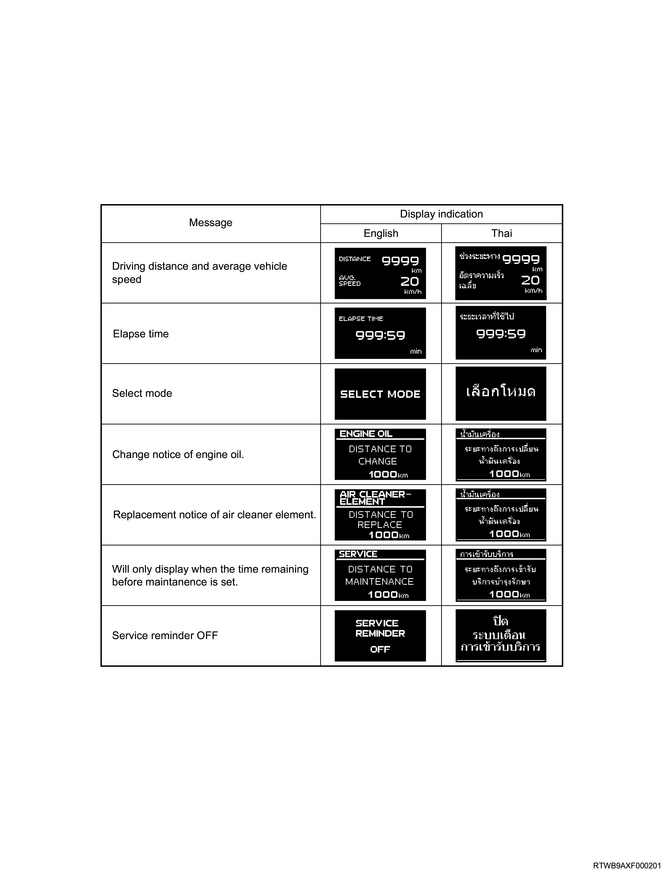 Message
Display indication
English
Thai
Driving distance and average vehicle
speed
DISTANCE 9999
km
AVG.
SPEED 20
km/h
ช่วงระยะทาง 9999
km
อัตราความเร็ว
เฉลี่ย 20
km/h
Elapse time
ELAPSE TIME
999:59
min
ระยะเวลาที่ใช้ไป
999:59
min
Select mode
SELECT MODE
เลือกโหมด
Change notice of engine oil.
ENGINE OIL
DISTANCE TO
CHANGE
1000km
น้ำมันเครื่อง
ระยะทางถึงการเปลี่ยน
น้ำมันเครื่อง
1000km
Replacement notice of air cleaner element.
AIR CLEANER-
ELEMENT
DISTANCE TO
REPLACE
1000km
น้ำมันเครื่อง
ระยะทางถึงการเปลี่ยน
น้ำมันเครื่อง
1000km
Will only display when the time remaining
before maintanence is set.
SERVICE
DISTANCE TO
MAINTENANCE
1000km
การเข้ารับบริการ
ระยะทางถึงการเข้ารับ
บริการบำรุงรักษา
1000km
Service reminder OFF
SERVICE
REMINDER
OFF
ปิด
ระบบเตือน
การเข้ารับบริการ
RTWB9AXF000201